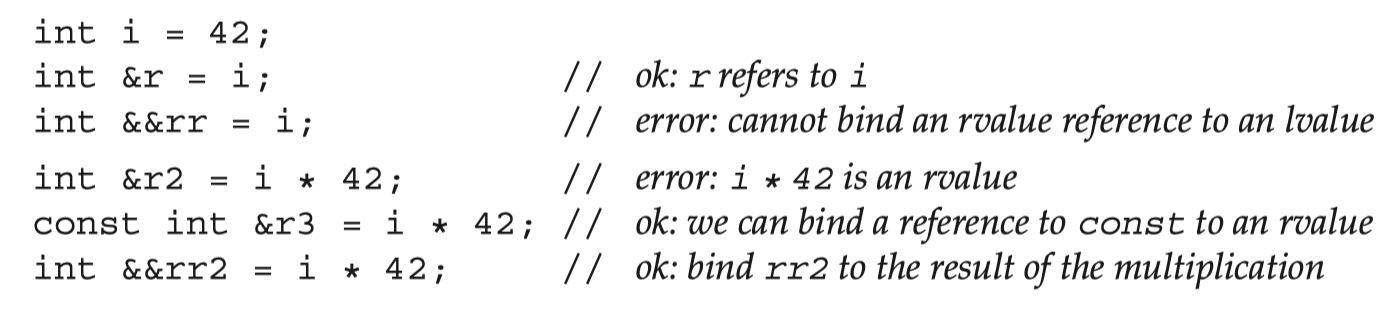 int i = 42;
int &r = i; // ok: r refers to i
int &&rr = i; // error: cannot bind an rvalue reference to an lvalue
int &r2 = i * 42; // error: i * 42 is an rvalue
const int &r3 = i * 42; // ok: we can bind a reference to const to an rvalue
int &&rr2 = i * 42; // ok: bind rr2 to the result of the multiplication